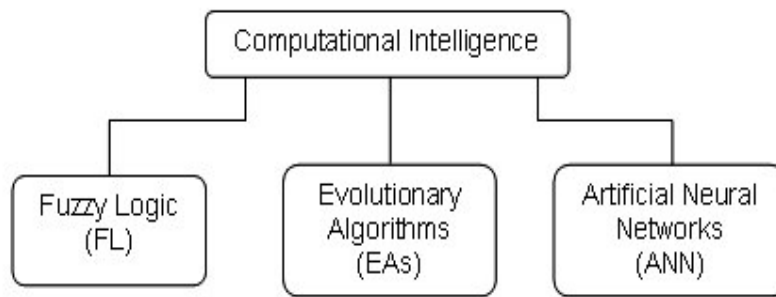 Computational Intelligence
Fuzzy Logic
(FL)
Evolutionary
Algorithms
(EAs)
Artificial Neural
Networks
(ANN)